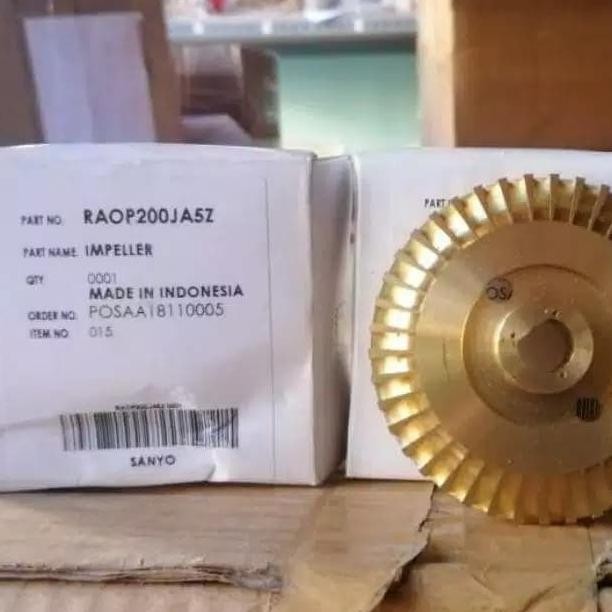 PART NO. RAOP200JA5Z
PART NAME. IMPELLER
QTY 0001
MADE IN INDONESIA
ORDER NO. POSAA18110005
ITEM NO. 015
SANYO
PART